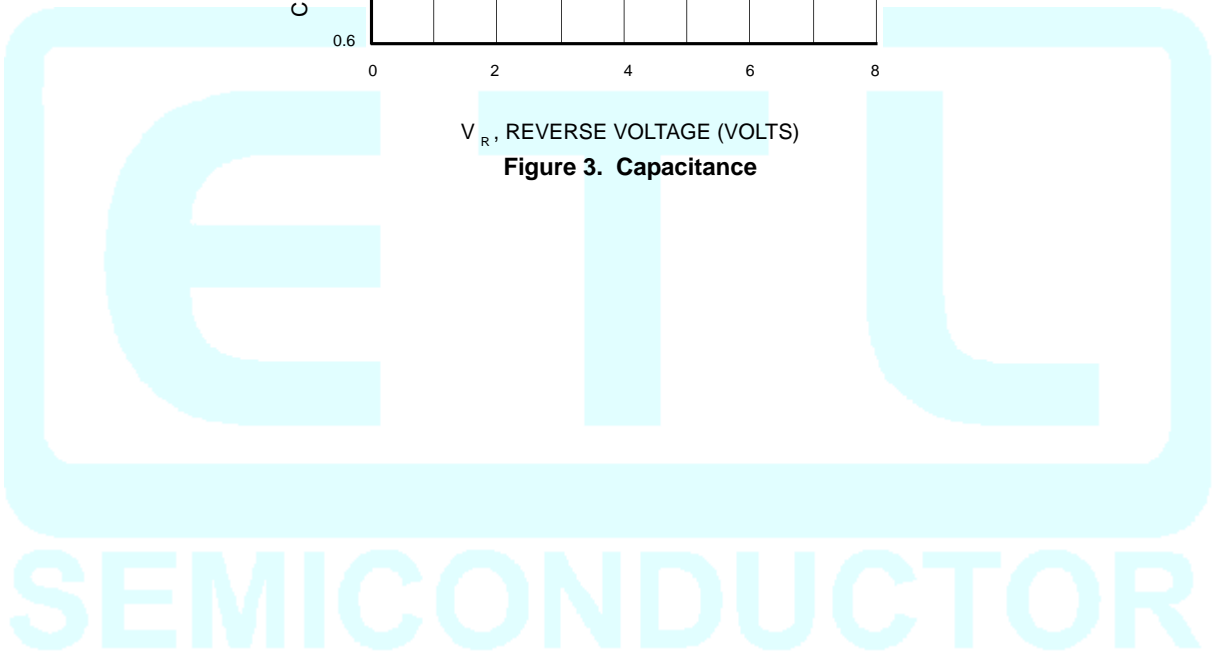 C
0.6
0 2 4 6 8
V R , REVERSE VOLTAGE (VOLTS)
Figure 3. Capacitance
ETL
SEMICONDUCTOR